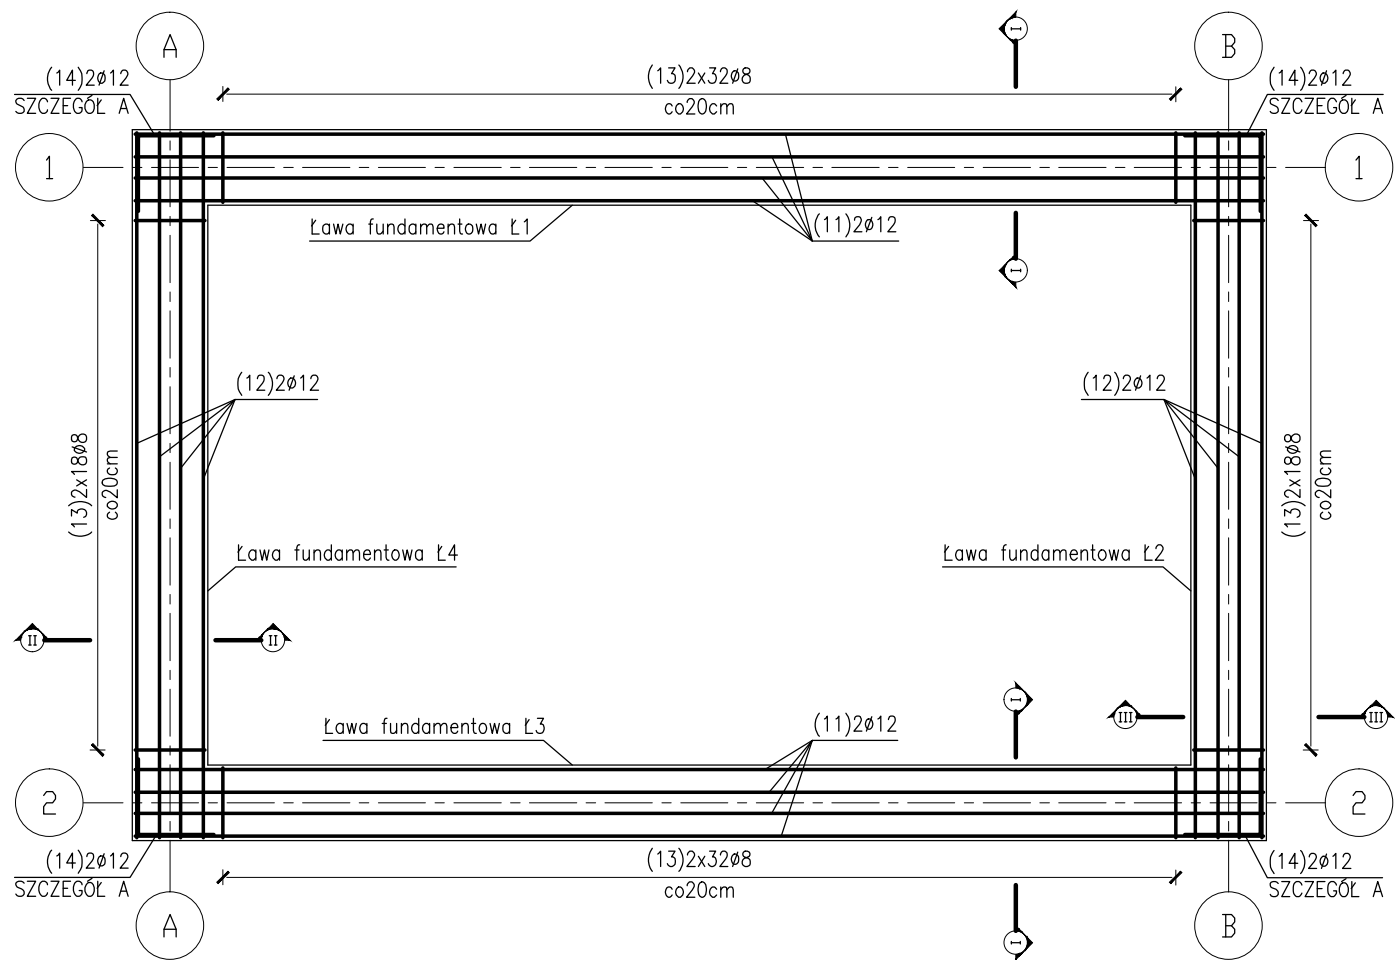 A
I
B
(14)2ø12
SZCZEGÓŁ A
(13)2x32ø8
co20cm
(14)2ø12
SZCZEGÓŁ A
1
1
Ława fundamentowa Ł1
(11)2ø12
I
(12)2ø12
(12)2ø12
(13)2x18ø8
co20cm
(13)2x18ø8
co20cm
Ława fundamentowa Ł4
Ława fundamentowa Ł2
II
II
I
III
III
Ława fundamentowa Ł3
(11)2ø12
2
2
(14)2ø12
SZCZEGÓŁ A
(13)2x32ø8
co20cm
(14)2ø12
SZCZEGÓŁ A
A
B
I